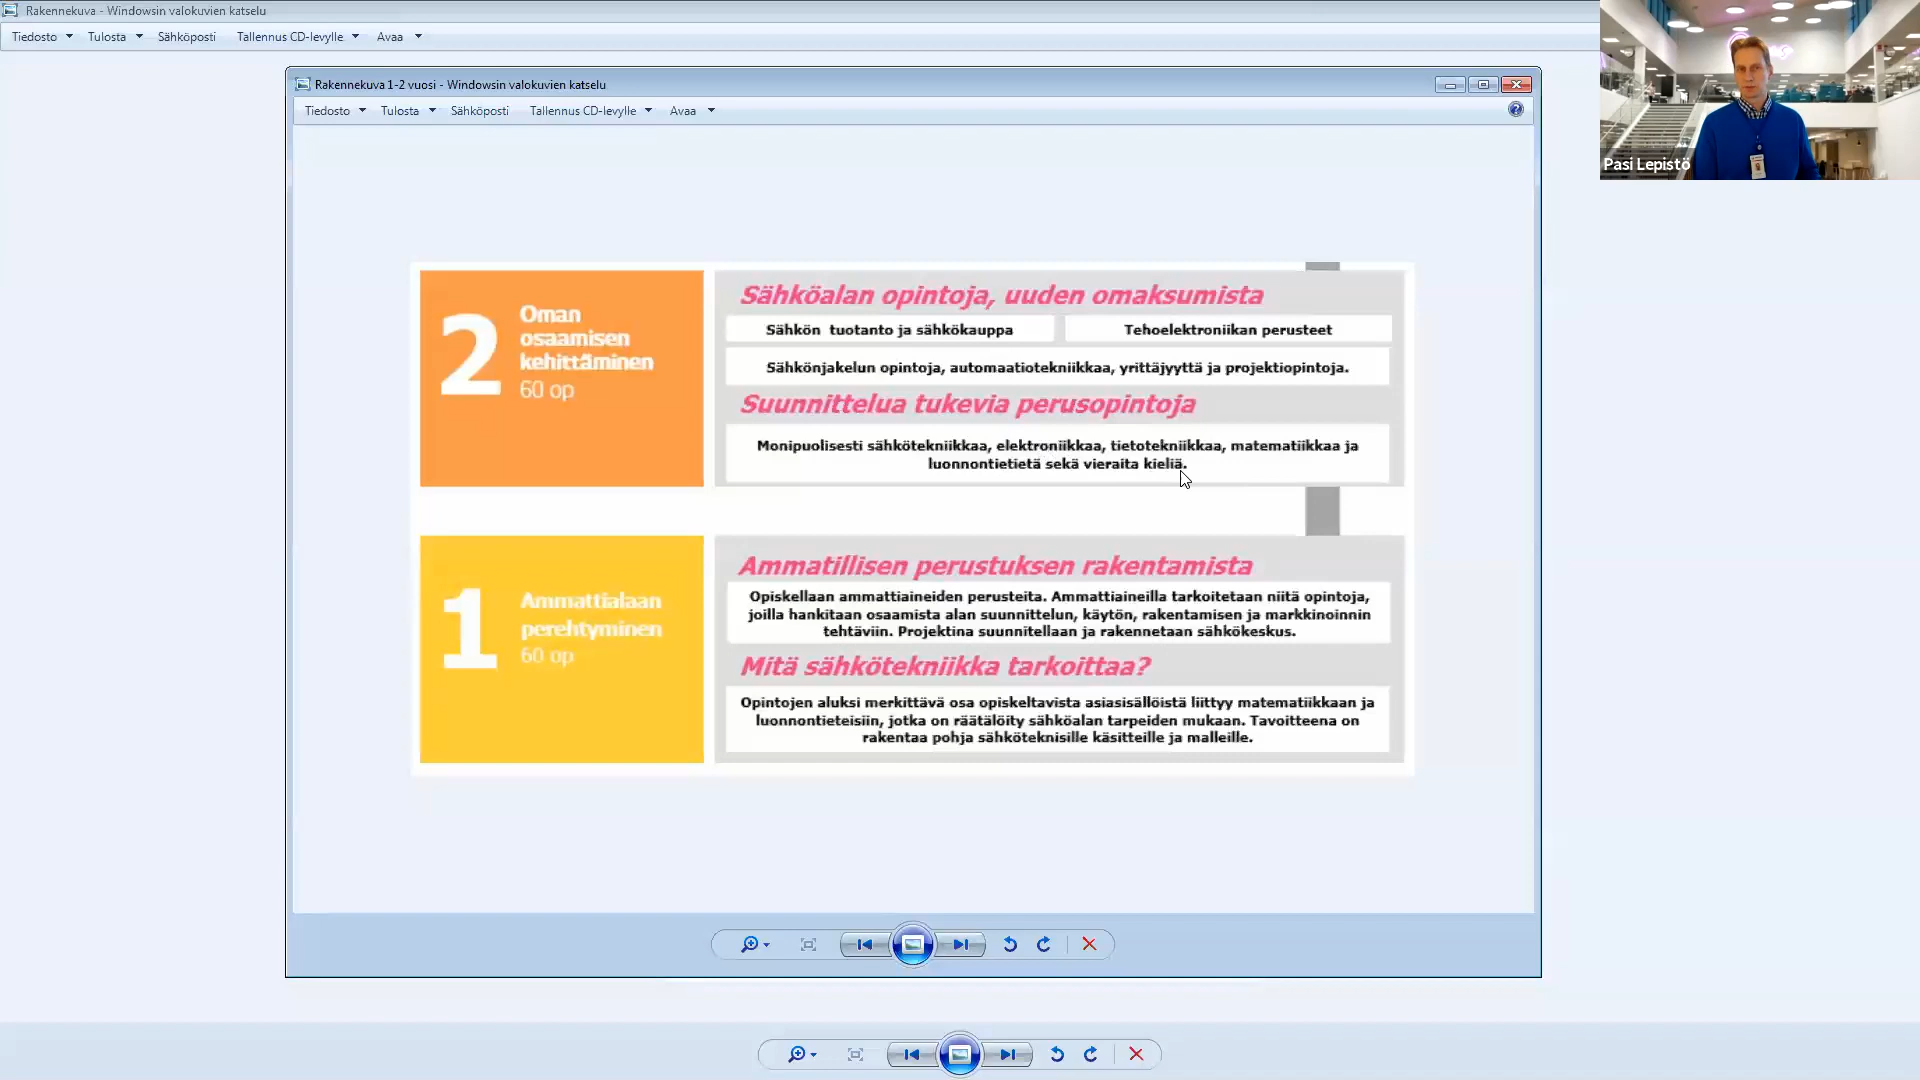 Rakennekuva - Windowsin valokuvien katselu
Tiedosto Tulosta Sähköposti Tallennus CD-levylle Avaa
Pasi Lepistö
Rakennekuva 1-2 vuosi - Windowsin valokuvien katselu
Tiedosto Tulosta Sähköposti Tallennus CD-levylle Avaa
2
Oman
osaamisen
kehittäminen
60 op
Sähköalan opintoja, uuden omaksumista
Sähkön tuotanto ja sähkökauppa
Tehoelektroniikan perusteet
Sähkönjakelun opintoja, automaatiotekniikkaa, yrittäjyyttä ja projektiopintoja.
Suunnittelua tukevia perusopintoja
Monipuolisesti sähkötekniikkaa, elektroniikkaa, tietotekniikkaa, matematiikkaa ja
luonnontietietä sekä vieraita kieliä.
1
Ammattialaan
perehtyminen
60 op
Ammatillisen perustuksen rakentamista
Opiskellaan ammattiaineiden perusteita. Ammattiaineilla tarkoitetaan niitä opintoja,
joilla hankitaan osaamista alan suunnittelun, käytön, rakentamisen ja markkinoinnin
tehtäviin. Projektina suunnitellaan ja rakennetaan sähkökeskus.
Mitä sähkötekniikka tarkoittaa?
Opintojen aluksi merkittävä osa opiskeltavista asiasisällöistä liittyy matematiikkaan ja
luonnontieteisiin, jotka on räätälöity sähköalan tarpeiden mukaan. Tavoitteena on
rakentaa pohja sähköteknisille käsitteille ja malleille.